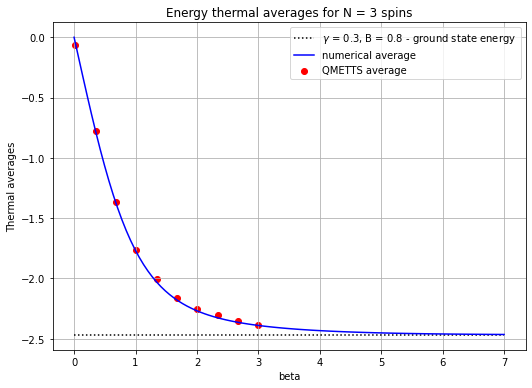 Energy thermal averages for N = 3 spins
γ = 0.3, B = 0.8 - ground state energy
numerical average
QMETTS average
Thermal averages
0.0
−0.5
−1.0
−1.5
−2.0
−2.5
0 1 2 3 4 5 6 7
beta